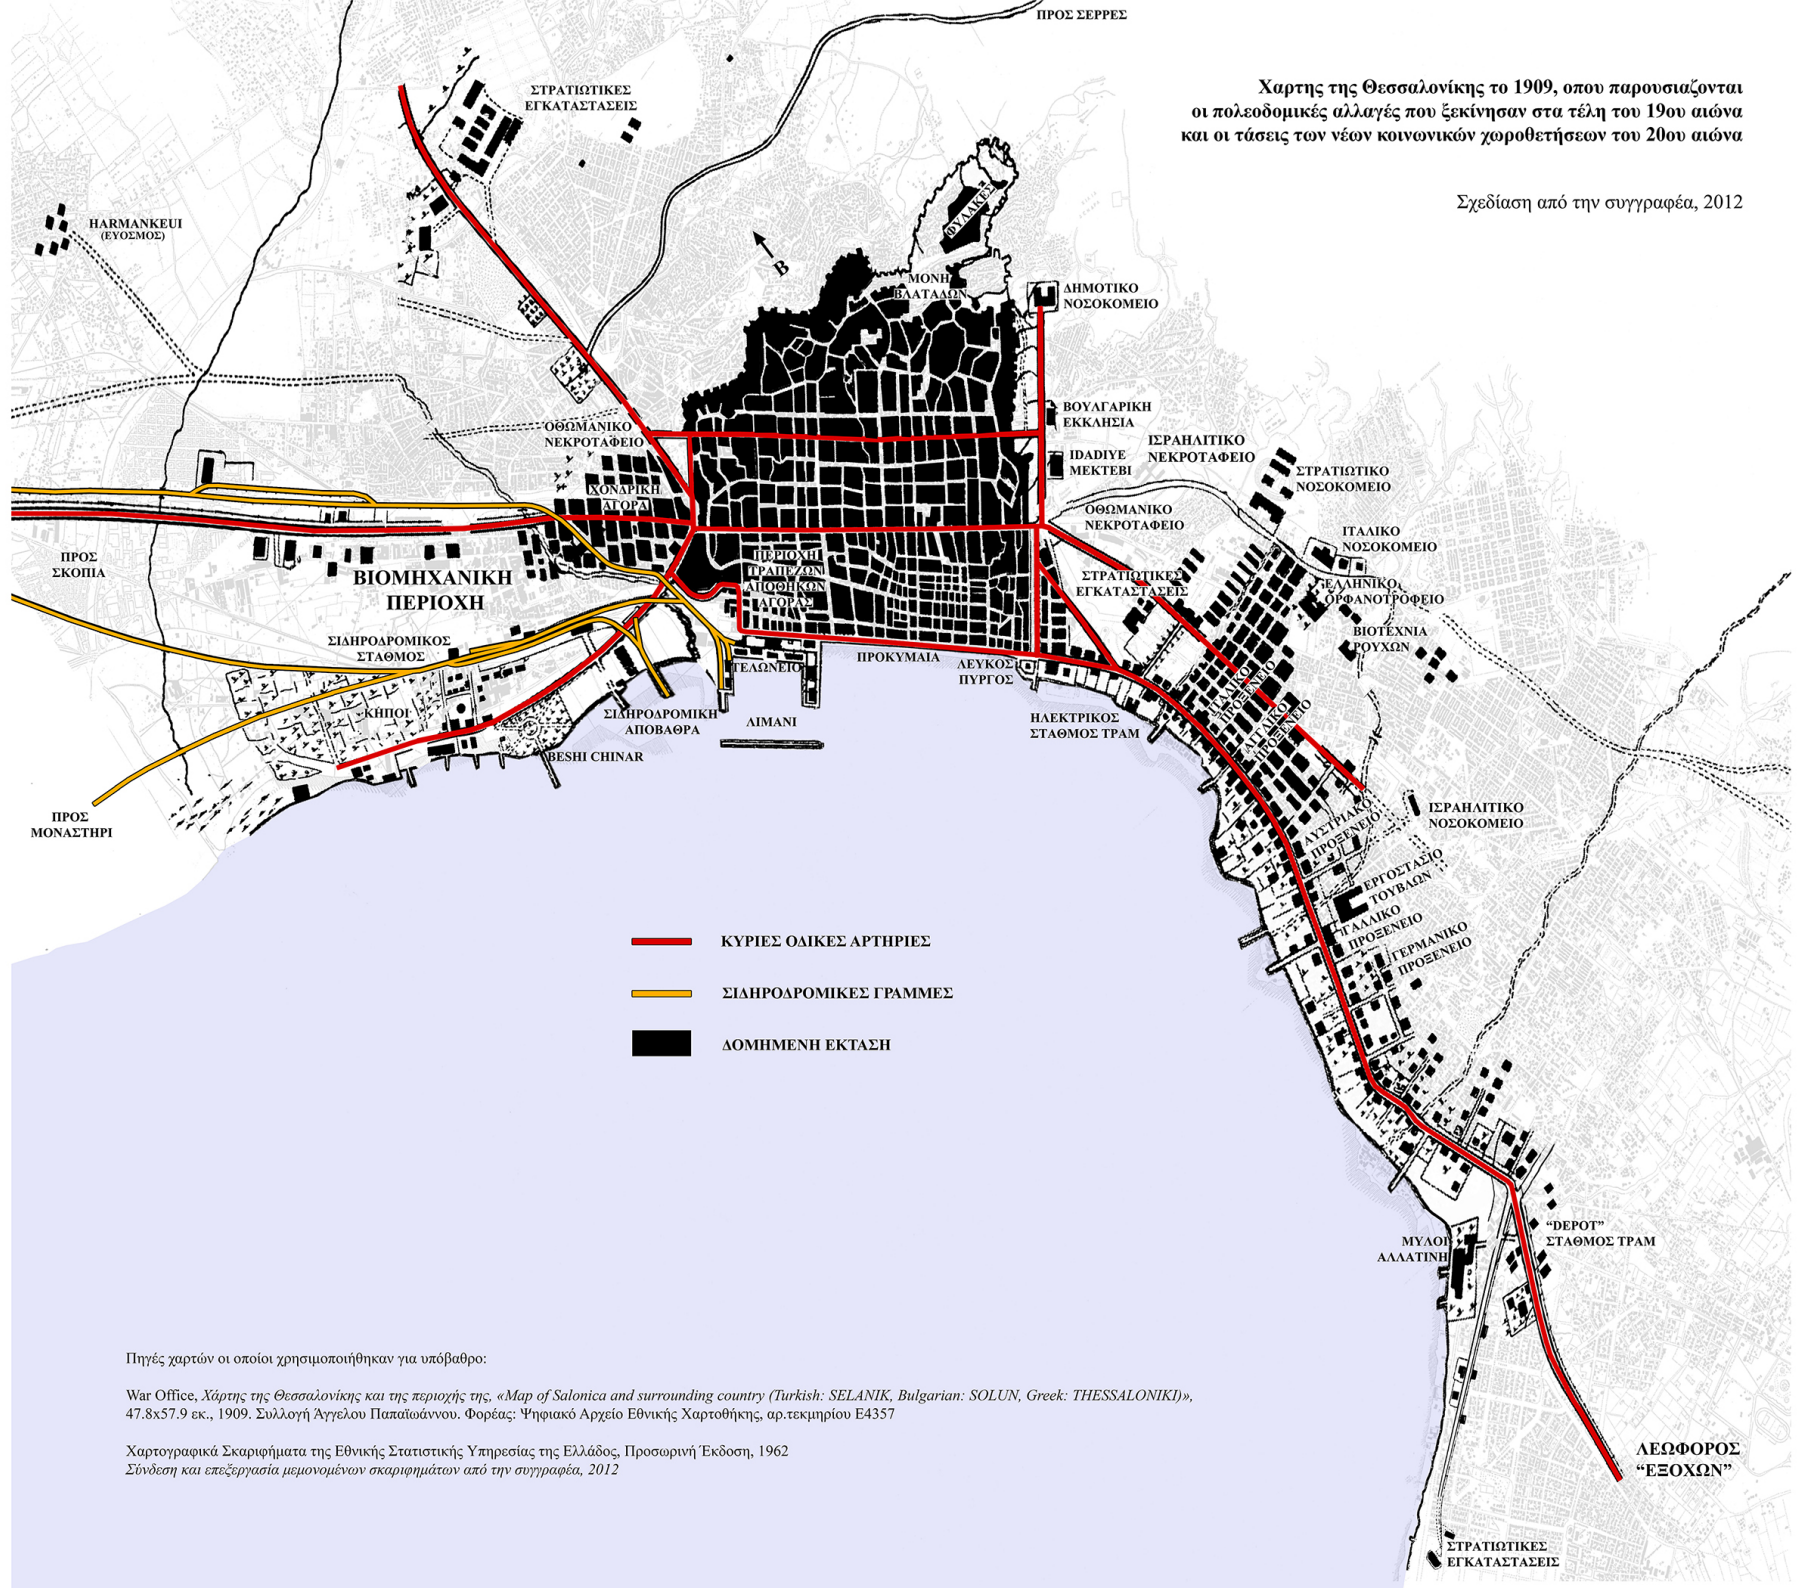 ΠΡΟΣ ΣΕΡΡΕΣ
Χαρτης της Θεσσαλονίκης το 1909, οπου παρουσιαζονται
οι πολεοδομικές αλλαγές που ξεκίνησαν στα τέλη του 19ου αιώνα
και οι τάσεις των νέων κοινωνικών χωροθετήσεων του 20ου αιώνα
Σχεδίαση από την συγγραφέα, 2012
ΣΤΡΑΤΙΩΤΙΚΕΣ
ΕΓΚΑΤΑΣΤΑΣΕΙΣ
HARMANKEUI
(ΕΥΟΣΜΟΣ)
ΦΥΛΑΚΕΣ
Β
ΜΟΝΗ
ΒΛΑΤΑΔΩΝ
ΔΗΜΟΤΙΚΟ
ΝΟΣΟΚΟΜΕΙΟ
ΒΟΥΛΓΑΡΙΚΗ
ΕΚΚΛΗΣΙΑ
IDADIYE
MEKTEBI
ΙΣΡΑΗΛΙΤΙΚΟ
ΝΕΚΡΟΤΑΦΕΙΟ
ΣΤΡΑΤΙΩΤΙΚΟ
ΝΟΣΟΚΟΜΕΙΟ
ΟΘΩΜΑΝΙΚΟ
ΝΕΚΡΟΤΑΦΕΙΟ
ΧΟΝΔΡΙΚΗ
ΑΓΟΡΑ
ΟΘΩΜΑΝΙΚΟ
ΝΕΚΡΟΤΑΦΕΙΟ
ΙΤΑΛΙΚΟ
ΝΟΣΟΚΟΜΕΙΟ
ΠΡΟΣ
ΣΚΟΠΙΑ
ΒΙΟΜΗΧΑΝΙΚΗ
ΠΕΡΙΟΧΗ
ΠΕΡΙΟΧΗ
ΤΡΑΠΕΖΩΝ
ΑΠΟΘΗΚΩΝ
ΑΓΟΡΑΣ
ΣΤΡΑΤΙΩΤΙΚΕΣ
ΕΓΚΑΤΑΣΤΑΣΕΙΣ
ΕΛΛΗΝΙΚΟ
ΟΡΦΑΝΟΤΡΟΦΕΙΟ
ΒΙΟΤΕΧΝΙΑ
ΡΟΥΧΩΝ
ΣΙΔΗΡΟΔΡΟΜΙΚΟΣ
ΣΤΑΘΜΟΣ
ΤΕΛΩΝΕΙΟ
ΠΡΟΚΥΜΑΙΑ
ΛΕΥΚΟΣ
ΠΥΡΓΟΣ
ΙΤΑΛΙΚΟ
ΠΡΟΞΕΝΕΙΟ
ΠΡΟΞΕΝΕΙΟ
ΚΗΠΟΙ
ΣΙΔΗΡΟΔΡΟΜΙΚΗ
ΑΠΟΒΑΘΡΑ
ΛΙΜΑΝΙ
ΗΛΕΚΤΡΙΚΟΣ
ΣΤΑΘΜΟΣ ΤΡΑΜ
BESHI CHINAR
ΠΡΟΣ
ΜΟΝΑΣΤΗΡΙ
ΙΣΡΑΗΛΙΤΙΚΟ
ΝΟΣΟΚΟΜΕΙΟ
ΑΥΣΤΡΙΑΚΟ
ΠΡΟΞΕΝΕΙΟ
ΕΡΓΟΣΤΑΣΙΟ
ΤΟΥΒΛΩΝ
ΓΑΛΛΙΚΟ
ΠΡΟΞΕΝΕΙΟ
ΓΕΡΜΑΝΙΚΟ
ΠΡΟΞΕΝΕΙΟ
ΚΥΡΙΕΣ ΟΔΙΚΕΣ ΑΡΤΗΡΙΕΣ
ΣΙΔΗΡΟΔΡΟΜΙΚΕΣ ΓΡΑΜΜΕΣ
ΔΟΜΗΜΕΝΗ ΕΚΤΑΣΗ
“DEPOT”
ΣΤΑΘΜΟΣ ΤΡΑΜ
ΜΥΛΟΙ
ΑΛΛΑΤΙΝΗ
Πηγές χαρτών οι οποίοι χρησιμοποιήθηκαν για υπόβαθρο:
War Office, Χάρτης της Θεσσαλονίκης και της περιοχής της, «Map of Salonica and surrounding country (Turkish: SELANIK, Bulgarian: SOLUN, Greek: THESSALONIKI)»,
47.8x57.9 εκ., 1909. Συλλογή Άγγελου Παπαϊωάννου. Φορέας: Ψηφιακό Αρχείο Εθνικής Χαρτοθήκης, αρ.τεκμηρίου Ε4357
Χαρτογραφικά Σκαριφήματα της Εθνικής Στατιστικής Υπηρεσίας της Ελλάδος, Προσωρινή Έκδοση, 1962
Σύνδεση και επεξεργασία μεμονομένων σκαριφημάτων από την συγγραφέα, 2012
ΛΕΩΦΟΡΟΣ
“ΕΞΟΧΩΝ”
ΣΤΡΑΤΙΩΤΙΚΕΣ
ΕΓΚΑΤΑΣΤΑΣΕΙΣ